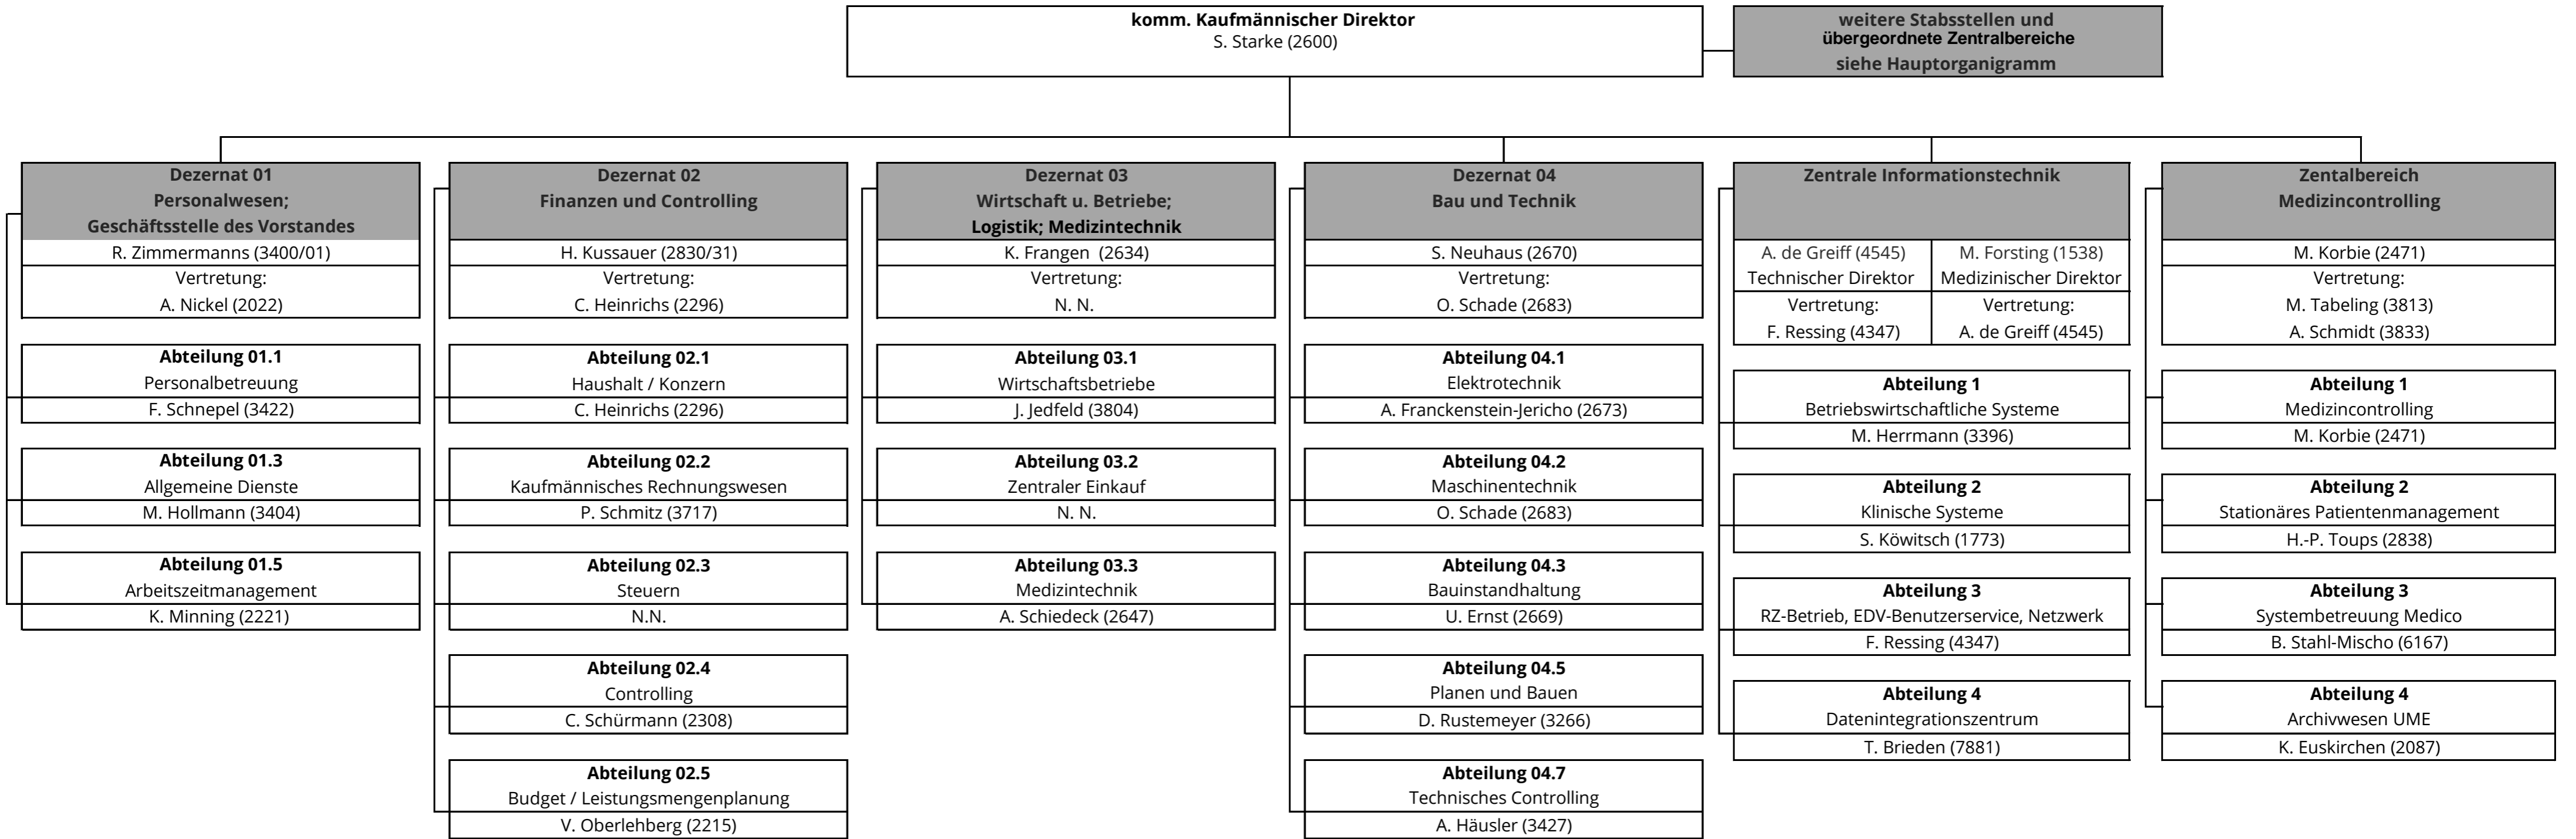 komm. Kaufmännischer Direktor
S. Starke (2600)
weitere Stabsstellen und
übergeordnete Zentralbereiche
siehe Hauptorganigramm
Dezernat 01
Personalwesen;
Geschäftsstelle des Vorstandes
R. Zimmermanns (3400/01)
Vertretung:
A. Nickel (2022)
Abteilung 01.1
Personalbetreuung
F. Schnepel (3422)
Abteilung 01.3
Allgemeine Dienste
M. Hollmann (3404)
Abteilung 01.5
Arbeitszeitmanagement
K. Minning (2221)
Dezernat 02
Finanzen und Controlling
H. Kussauer (2830/31)
Vertretung:
C. Heinrichs (2296)
Abteilung 02.1
Haushalt / Konzern
C. Heinrichs (2296)
Abteilung 02.2
Kaufmännisches Rechnungswesen
P. Schmitz (3717)
Abteilung 02.3
Steuern
N.N.
Abteilung 02.4
Controlling
C. Schürmann (2308)
Abteilung 02.5
Budget / Leistungsmengenplanung
V. Oberlehberg (2215)
Dezernat 03
Wirtschaft u. Betriebe;
Logistik; Medizintechnik
K. Frangen (2634)
Vertretung:
N. N.
Abteilung 03.1
Wirtschaftsbetriebe
J. Jedfeld (3804)
Abteilung 03.2
Zentraler Einkauf
N. N.
Abteilung 03.3
Medizintechnik
A. Schiedeck (2647)
Dezernat 04
Bau und Technik
S. Neuhaus (2670)
Vertretung:
O. Schade (2683)
Abteilung 04.1
Elektrotechnik
A. Franckenstein-Jericho (2673)
Abteilung 04.2
Maschinentechnik
O. Schade (2683)
Abteilung 04.3
Bauinstandhaltung
U. Ernst (2669)
Abteilung 04.5
Planen und Bauen
D. Rustemeyer (3266)
Abteilung 04.7
Technisches Controlling
A. Häusler (3427)
Zentrale Informationstechnik
A. de Greiff (4545)
Technischer Direktor
Vertretung:
F. Ressing (4347)
M. Forsting (1538)
Medizinischer Direktor
Vertretung:
A. de Greiff (4545)
Abteilung 1
Betriebswirtschaftliche Systeme
M. Herrmann (3396)
Abteilung 2
Klinische Systeme
S. Köwitsch (1773)
Abteilung 3
RZ-Betrieb, EDV-Benutzerservice, Netzwerk
F. Ressing (4347)
Abteilung 4
Datenintegrationszentrum
T. Brieden (7881)
Zentalbereich
Medizincontrolling
M. Korbie (2471)
Vertretung:
M. Tabeling (3813)
A. Schmidt (3833)
Abteilung 1
Medizincontrolling
M. Korbie (2471)
Abteilung 2
Stationäres Patientenmanagement
H.-P. Toups (2838)
Abteilung 3
Systembetreuung Medico
B. Stahl-Mischo (6167)
Abteilung 4
Archivwesen UME
K. Euskirchen (2087)